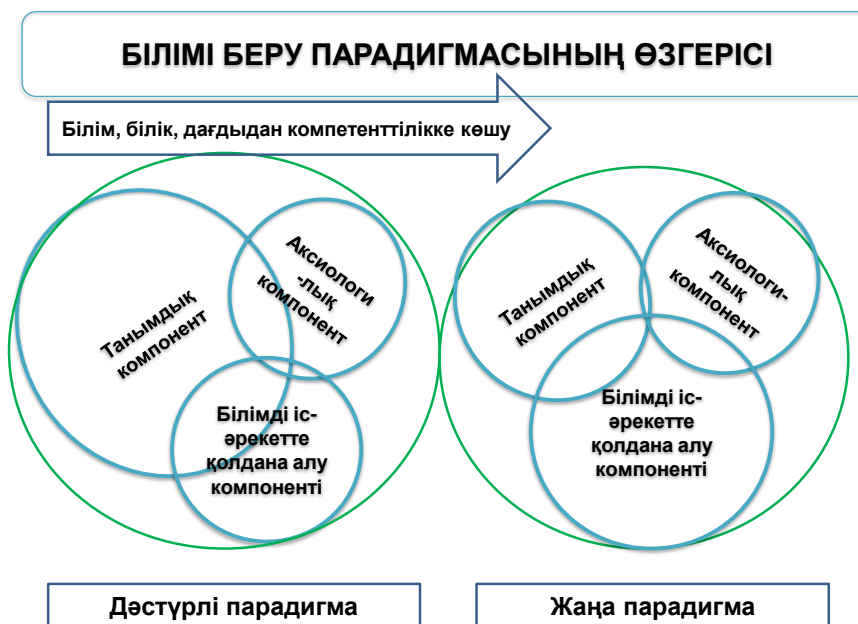 БІЛІМІ БЕРУ ПАРАДИГМАСЫНЫҢ ӨЗГЕРІСІ
Білім, білік, дағдыдан компетенттілікке көшу
Танымдық
компонент
Аксиологи
-лық
компонент
Білімді іс-
әрекетте
қолдана алу
компоненті
Танымдық
компонент
Аксиологи-
лық
компонент
Білімді іс-
әрекетте
қолдана алу
компоненті
Дәстүрлі парадигма
Жаңа парадигма